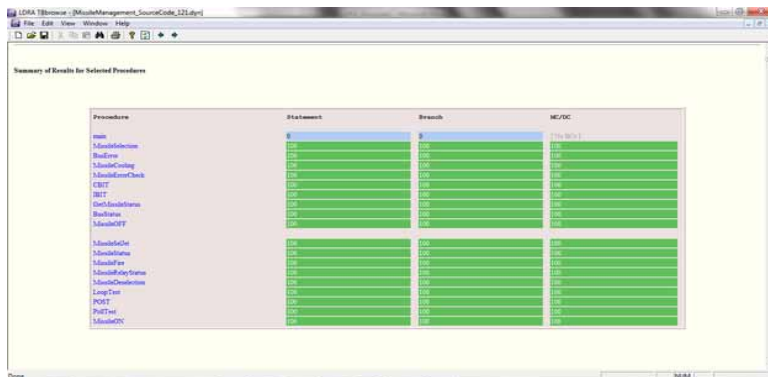 LDRA TBbrowse - [MissileManagement_SourceCode_121.dyn]
File Edit View Window Help
Summary of Results for Selected Procedures
Procedure Statement Branch MC/DC
main 0 0
MissileSelection 100 100 100
BusError 100 100 100
MissileCooling 100 100 100
MissileErrorCheck 100 100 100
CBIT 100 100 100
IBIT 100 100 100
GetMissileStatus 100 100 100
BusStatus 100 100 100
MissileOFF 100 100 100
MissileSelJet 100 100 100
MissileStatus 100 100 100
MissileFire 100 100 100
MissileRelayStatus 100 100 100
MissileDeselection 100 100 100
LoopTest 100 100 100
POST 100 100 100
PollTest 100 100 100
MissileON 100 100 100
Done NUM